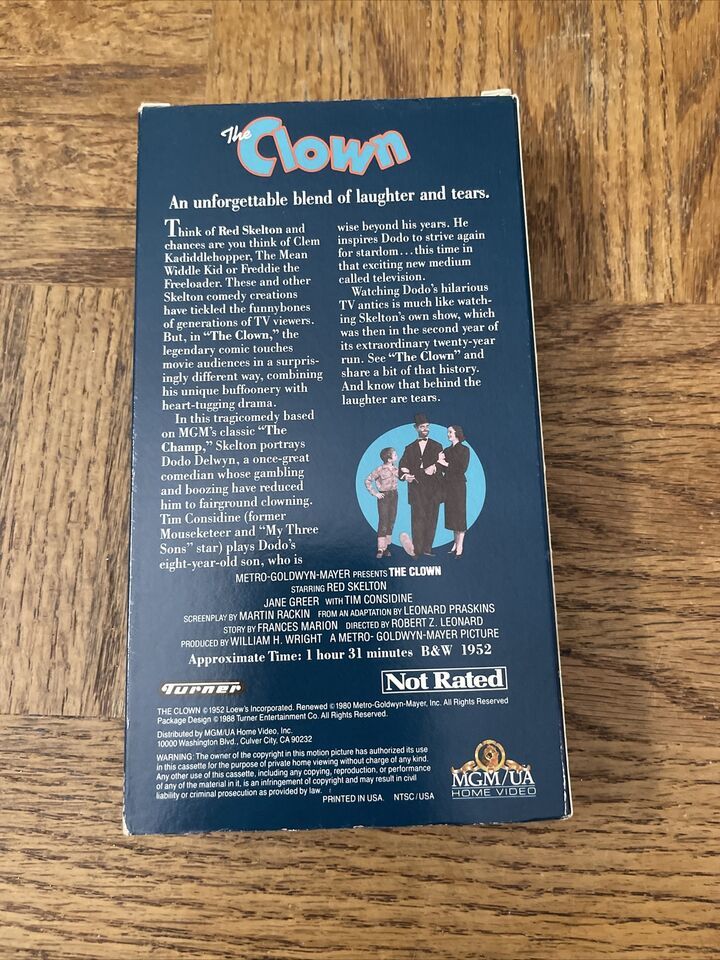 The Clown
An unforgettable blend of laughter and tears.
Think of Red Skelton and
chances are you think of Clem
Kadiddlehopper, The Mean
Widdle Kid or Freddie the
Freeloader. These and other
Skelton comedy creations
have tickled the funnybones
of generations of TV viewers.
But, in “The Clown,” the
legendary comic touches
movie audiences in a surpris-
ingly different way, combining
his unique buffoonery with
heart-tugging drama.
In this tragicomedy based
on MGM's classic “The
Champ,” Skelton portrays
Dodo Delwyn, a once-great
comedian whose gambling
and boozing have reduced
him to fairground clowning.
Tim Considine (former
Mouseketeer and “My Three
Sons” star) plays Dodo's
eight-year-old son, who is
wise beyond his years. He
inspires Dodo to strive again
for stardom...this time in
that exciting new medium
called television.
Watching Dodo's hilarious
TV antics is much like watch-
ing Skelton's own show, which
was then in the second year of
its extraordinary twenty-year
run. See “The Clown” and
share a bit of that history.
And know that behind the
laughter are tears.
METRO-GOLDWYN-MAYER PRESENTS THE CLOWN
STARRING RED SKELTON
JANE GREER WITH TIM CONSIDINE
SCREENPLAY BY MARTIN RACKIN FROM AN ADAPTATION BY LEONARD PRASKINS
STORY BY FRANCES MARION DIRECTED BY ROBERT Z. LEONARD
PRODUCED BY WILLIAM H. WRIGHT A METRO-GOLDWYN-MAYER PICTURE
Approximate Time: 1 hour 31 minutes B&W 1952
Turner
Not Rated
THE CLOWN ©1952 Loew's Incorporated. Renewed ©1980 Metro-Goldwyn-Mayer, Inc. All Rights Reserved
Package Design ©1988 Turner Entertainment Co. All Rights Reserved.
Distributed by MGM/UA Home Video, Inc.
10000 Washington Blvd., Culver City, CA 90232
WARNING: The owner of the copyright in this motion picture has authorized its use
in this cassette for the purpose of private home viewing without charge of any kind.
Any other use of this cassette, including any copying, reproduction, or performance
of any of the material in it, is an infringement of copyright and may result in civil
liability or criminal prosecution as provided by law.
PRINTED IN USA NTSC/USA
MGM/UA
HOME VIDEO